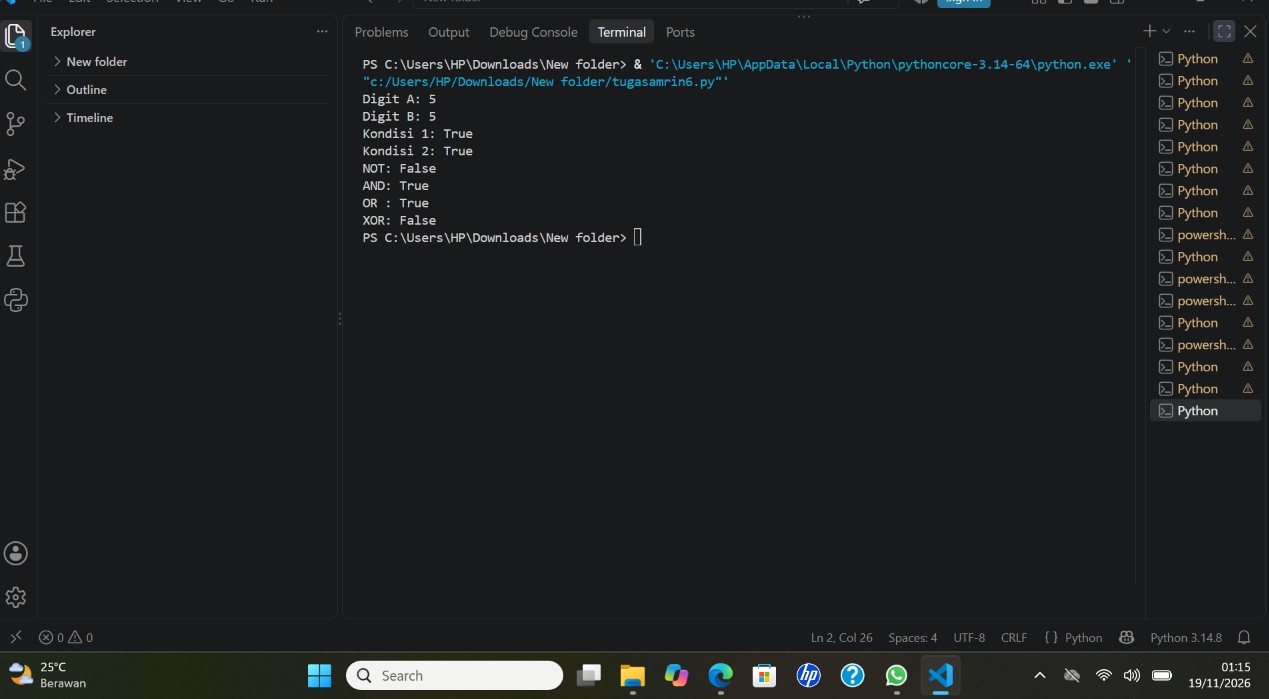 Explorer
New folder
Outline
Timeline
Problems Output Debug Console Terminal Ports
PS C:\Users\HP\Downloads\New folder> & 'C:\Users\HP\AppData\Local\Python\pythoncore-3.14-64\python.exe' '
"c:/Users/HP/Downloads/New folder/tugasamrin6.py"'
Digit A: 5
Digit B: 5
Kondisi 1: True
Kondisi 2: True
NOT: False
AND: True
OR : True
XOR: False
PS C:\Users\HP\Downloads\New folder>
Python
Python
Python
Python
Python
Python
Python
Python
powersh...
Python
powersh...
powersh...
Python
powersh...
Python
Python
Python
1
0 0
Ln 2, Col 26 Spaces: 4 UTF-8 CRLF { } Python Python 3.14.8
25°C
Berawan
Search
hp
?
01:15
19/11/2026